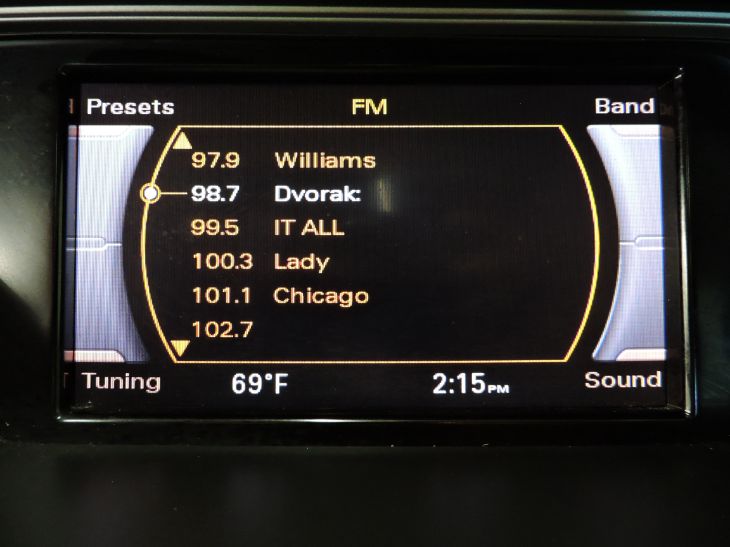 Presets FM Band
97.9 Williams
98.7 Dvorak:
99.5 IT ALL
100.3 Lady
101.1 Chicago
102.7
Tuning 69°F 2:15PM Sound